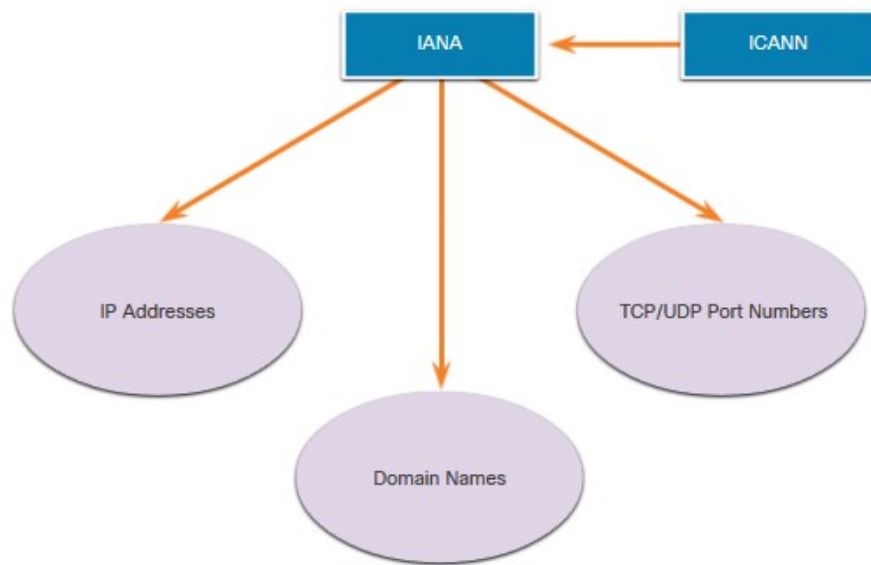 IANA
ICANN
IP Addresses
TCP/UDP Port Numbers
Domain Names